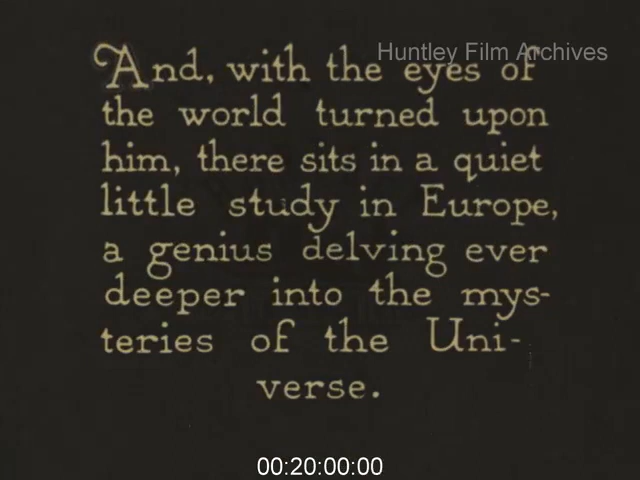 Huntley Film Archives
And, with the eyes of
the world turned upon
him, there sits in a quiet
little study in Europe,
a genius delving ever
deeper into the mys-
teries of the Uni-
verse.
00:20:00:00